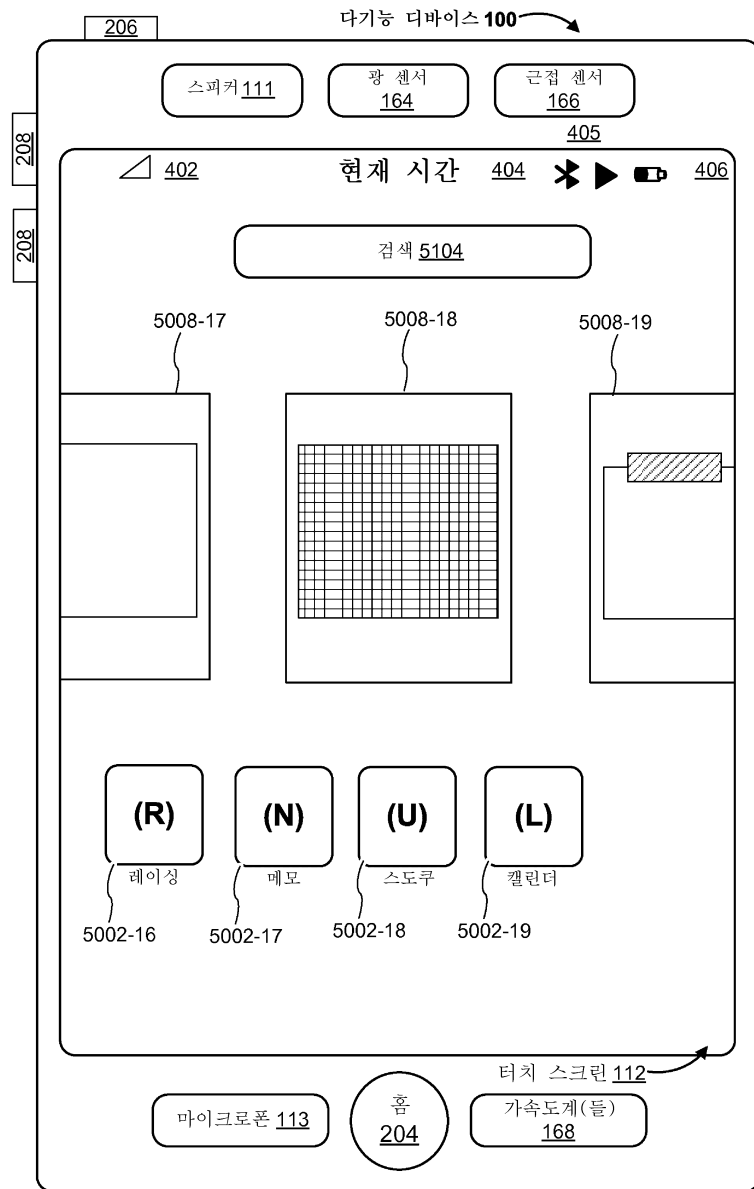 다기능 디바이스 100
206
스피커 111
광 센서
164
근접 센서
166
405
208
208
402
현재 시간
404
406
검색 5104
5008-17
5008-18
5008-19
(R)
(N)
(U)
(L)
레이싱
메모
스도쿠
캘린더
5002-16
5002-17
5002-18
5002-19
터치 스크린 112
마이크로폰 113
홈
204
가속도계(들)
168